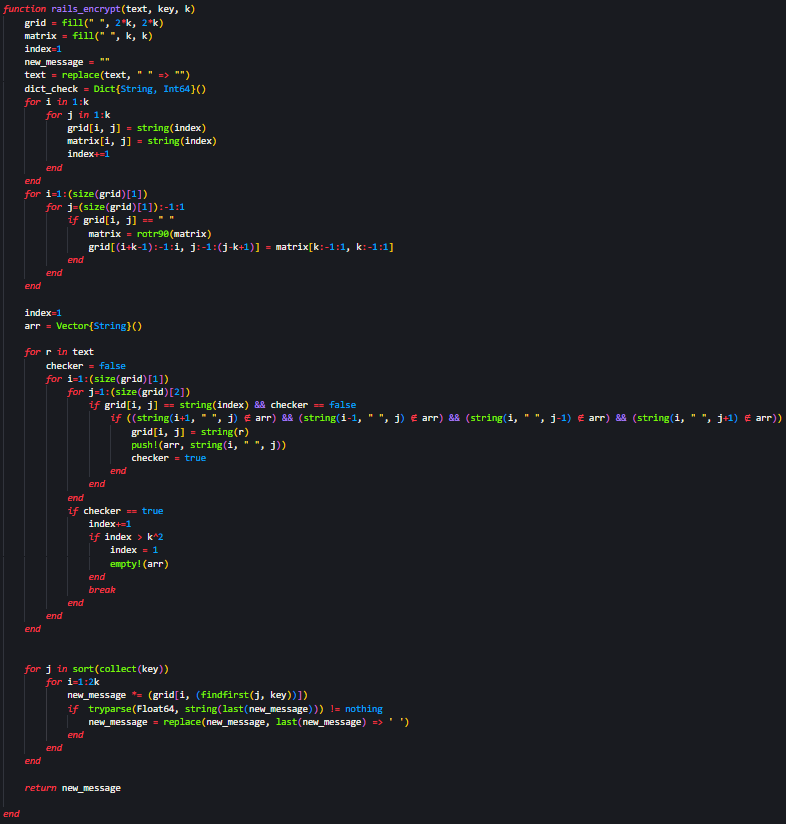 function rails_encrypt(text, key, k)
    grid = fill(" ", 2*k, 2*k)
    matrix = fill(" ", k, k)
    index=1
    new_message = ""
    text = replace(text, " " => "")
    dict_check = Dict{String, Int64}()
    for i in 1:k
        for j in 1:k
            grid[i, j] = string(index)
            matrix[i, j] = string(index)
            index+=1
        end
    end
    for i=1:(size(grid)[1])
        for j=(size(grid)[1]):-1:1
            if grid[i, j] == " "
                matrix = rotr90(matrix)
                grid[(i+k-1):-1:i, j:-1:(j-k+1)] = matrix[k:-1:1, k:-1:1]
            end
        end
    end

    index=1
    arr = Vector{String}()

    for r in text
        checker = false
        for i=1:(size(grid)[1])
            for j=1:(size(grid)[2])
                if grid[i, j] == string(index) && checker == false
                    if ((string(i+1, " ", j) ∉ arr) && (string(i-1, " ", j) ∉ arr) && (string(i, " ", j-1) ∉ arr) && (string(i, " ", j+1) ∉ arr))
                        grid[i, j] = string(r)
                        push!(arr, string(i, " ", j))
                        checker = true
                    end
                end
            end
            if checker == true
                index+=1
                if index > k^2
                    index = 1
                    empty!(arr)
                end
                break
            end
        end
    end


    for j in sort(collect(key))
        for i=1:2k
            new_message *= (grid[i, (findfirst(j, key))])
            if  tryparse(Float64, string(last(new_message))) != nothing
                new_message = replace(new_message, last(new_message) => ' ')
            end
        end
    end

    return new_message

end